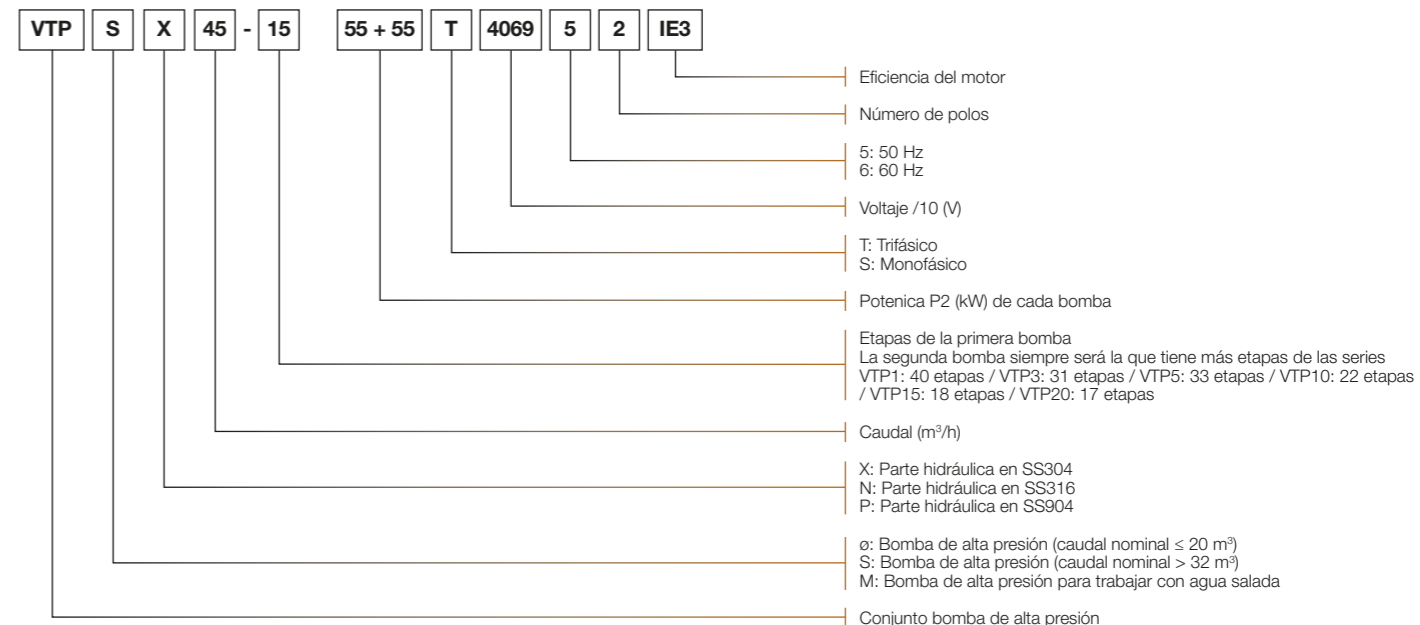 VTP S X 45 - 15 55 + 55 T 4069 5 2 IE3
Eficiencia del motor
Número de polos
5: 50 Hz
6: 60 Hz
Voltaje /10 (V)
T: Trifásico
S: Monofásico
Potenica P2 (kW) de cada bomba
Etapas de la primera bomba
La segunda bomba siempre será la que tiene más etapas de las series
VTP1: 40 etapas / VTP3: 31 etapas / VTP5: 33 etapas / VTP10: 22 etapas
/ VTP15: 18 etapas / VTP20: 17 etapas
Caudal (m³/h)
X: Parte hidráulica en SS304
N: Parte hidráulica en SS316
P: Parte hidráulica en SS904
ø: Bomba de alta presión (caudal nominal ≤ 20 m³)
S: Bomba de alta presión (caudal nominal > 32 m³)
M: Bomba de alta presión para trabajar con agua salada
Conjunto bomba de alta presión